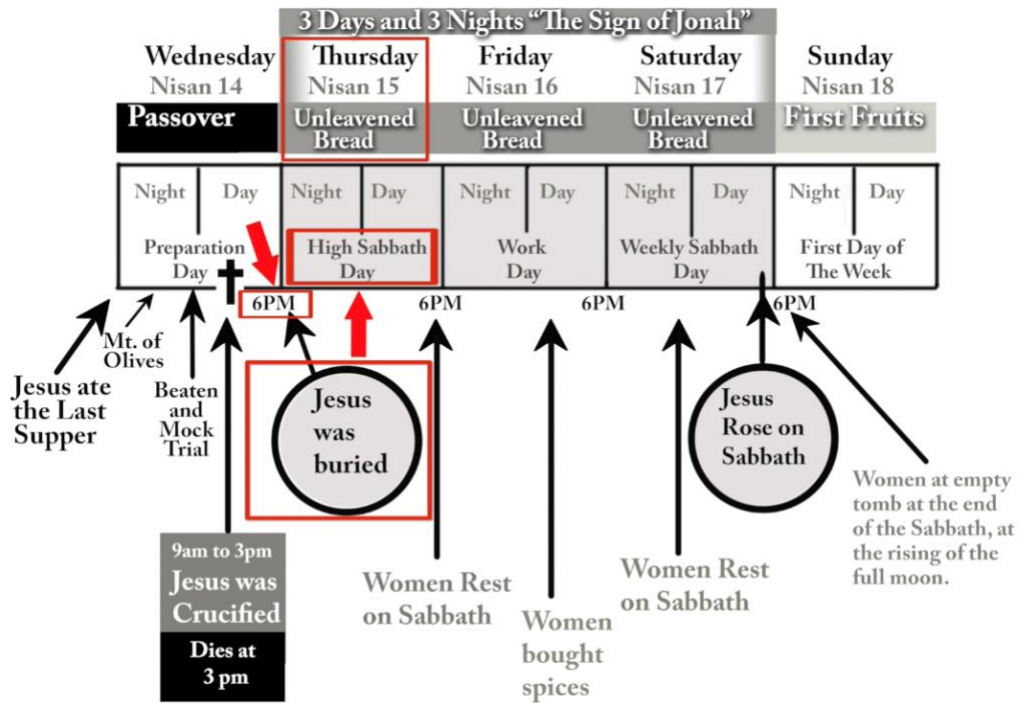 3 Days and 3 Nights “The Sign of Jonah”
Wednesday
Nisan 14
Thursday
Nisan 15
Friday
Nisan 16
Saturday
Nisan 17
Sunday
Nisan 18
Passover
Unleavened
Bread
Unleavened
Bread
Unleavened
Bread
First Fruits
Night Day
Night Day
Night Day
Night Day
Night Day
Preparation
Day
High Sabbath
Day
Work
Day
Weekly Sabbath
Day
First Day of
The Week
6PM
6PM
6PM
6PM
Jesus ate
the Last
Supper
Mt. of
Olives
Beaten
and
Mock
Trial
9am to 3pm
Jesus was
Crucified
Dies at
3 pm
Jesus
was
buried
Women Rest
on Sabbath
Women
bought
spices
Women Rest
on Sabbath
Jesus
Rose on
Sabbath
Women at empty
tomb at the end
of the Sabbath, at
the rising of the
full moon.